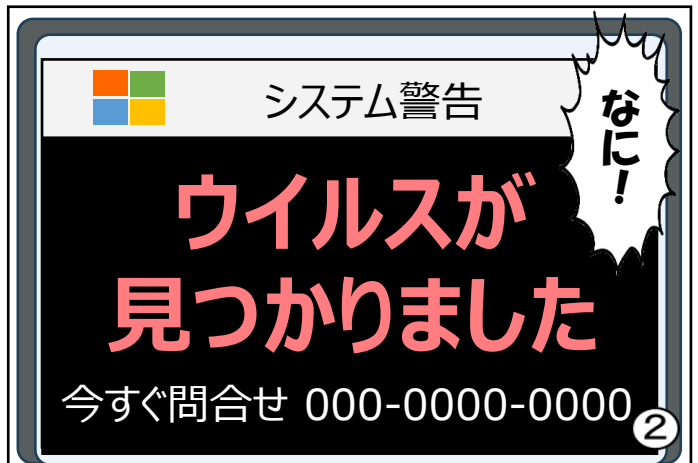 システム警告
なに！
ウイルスが
見つかりました
今すぐ問合せ 000-0000-0000
②